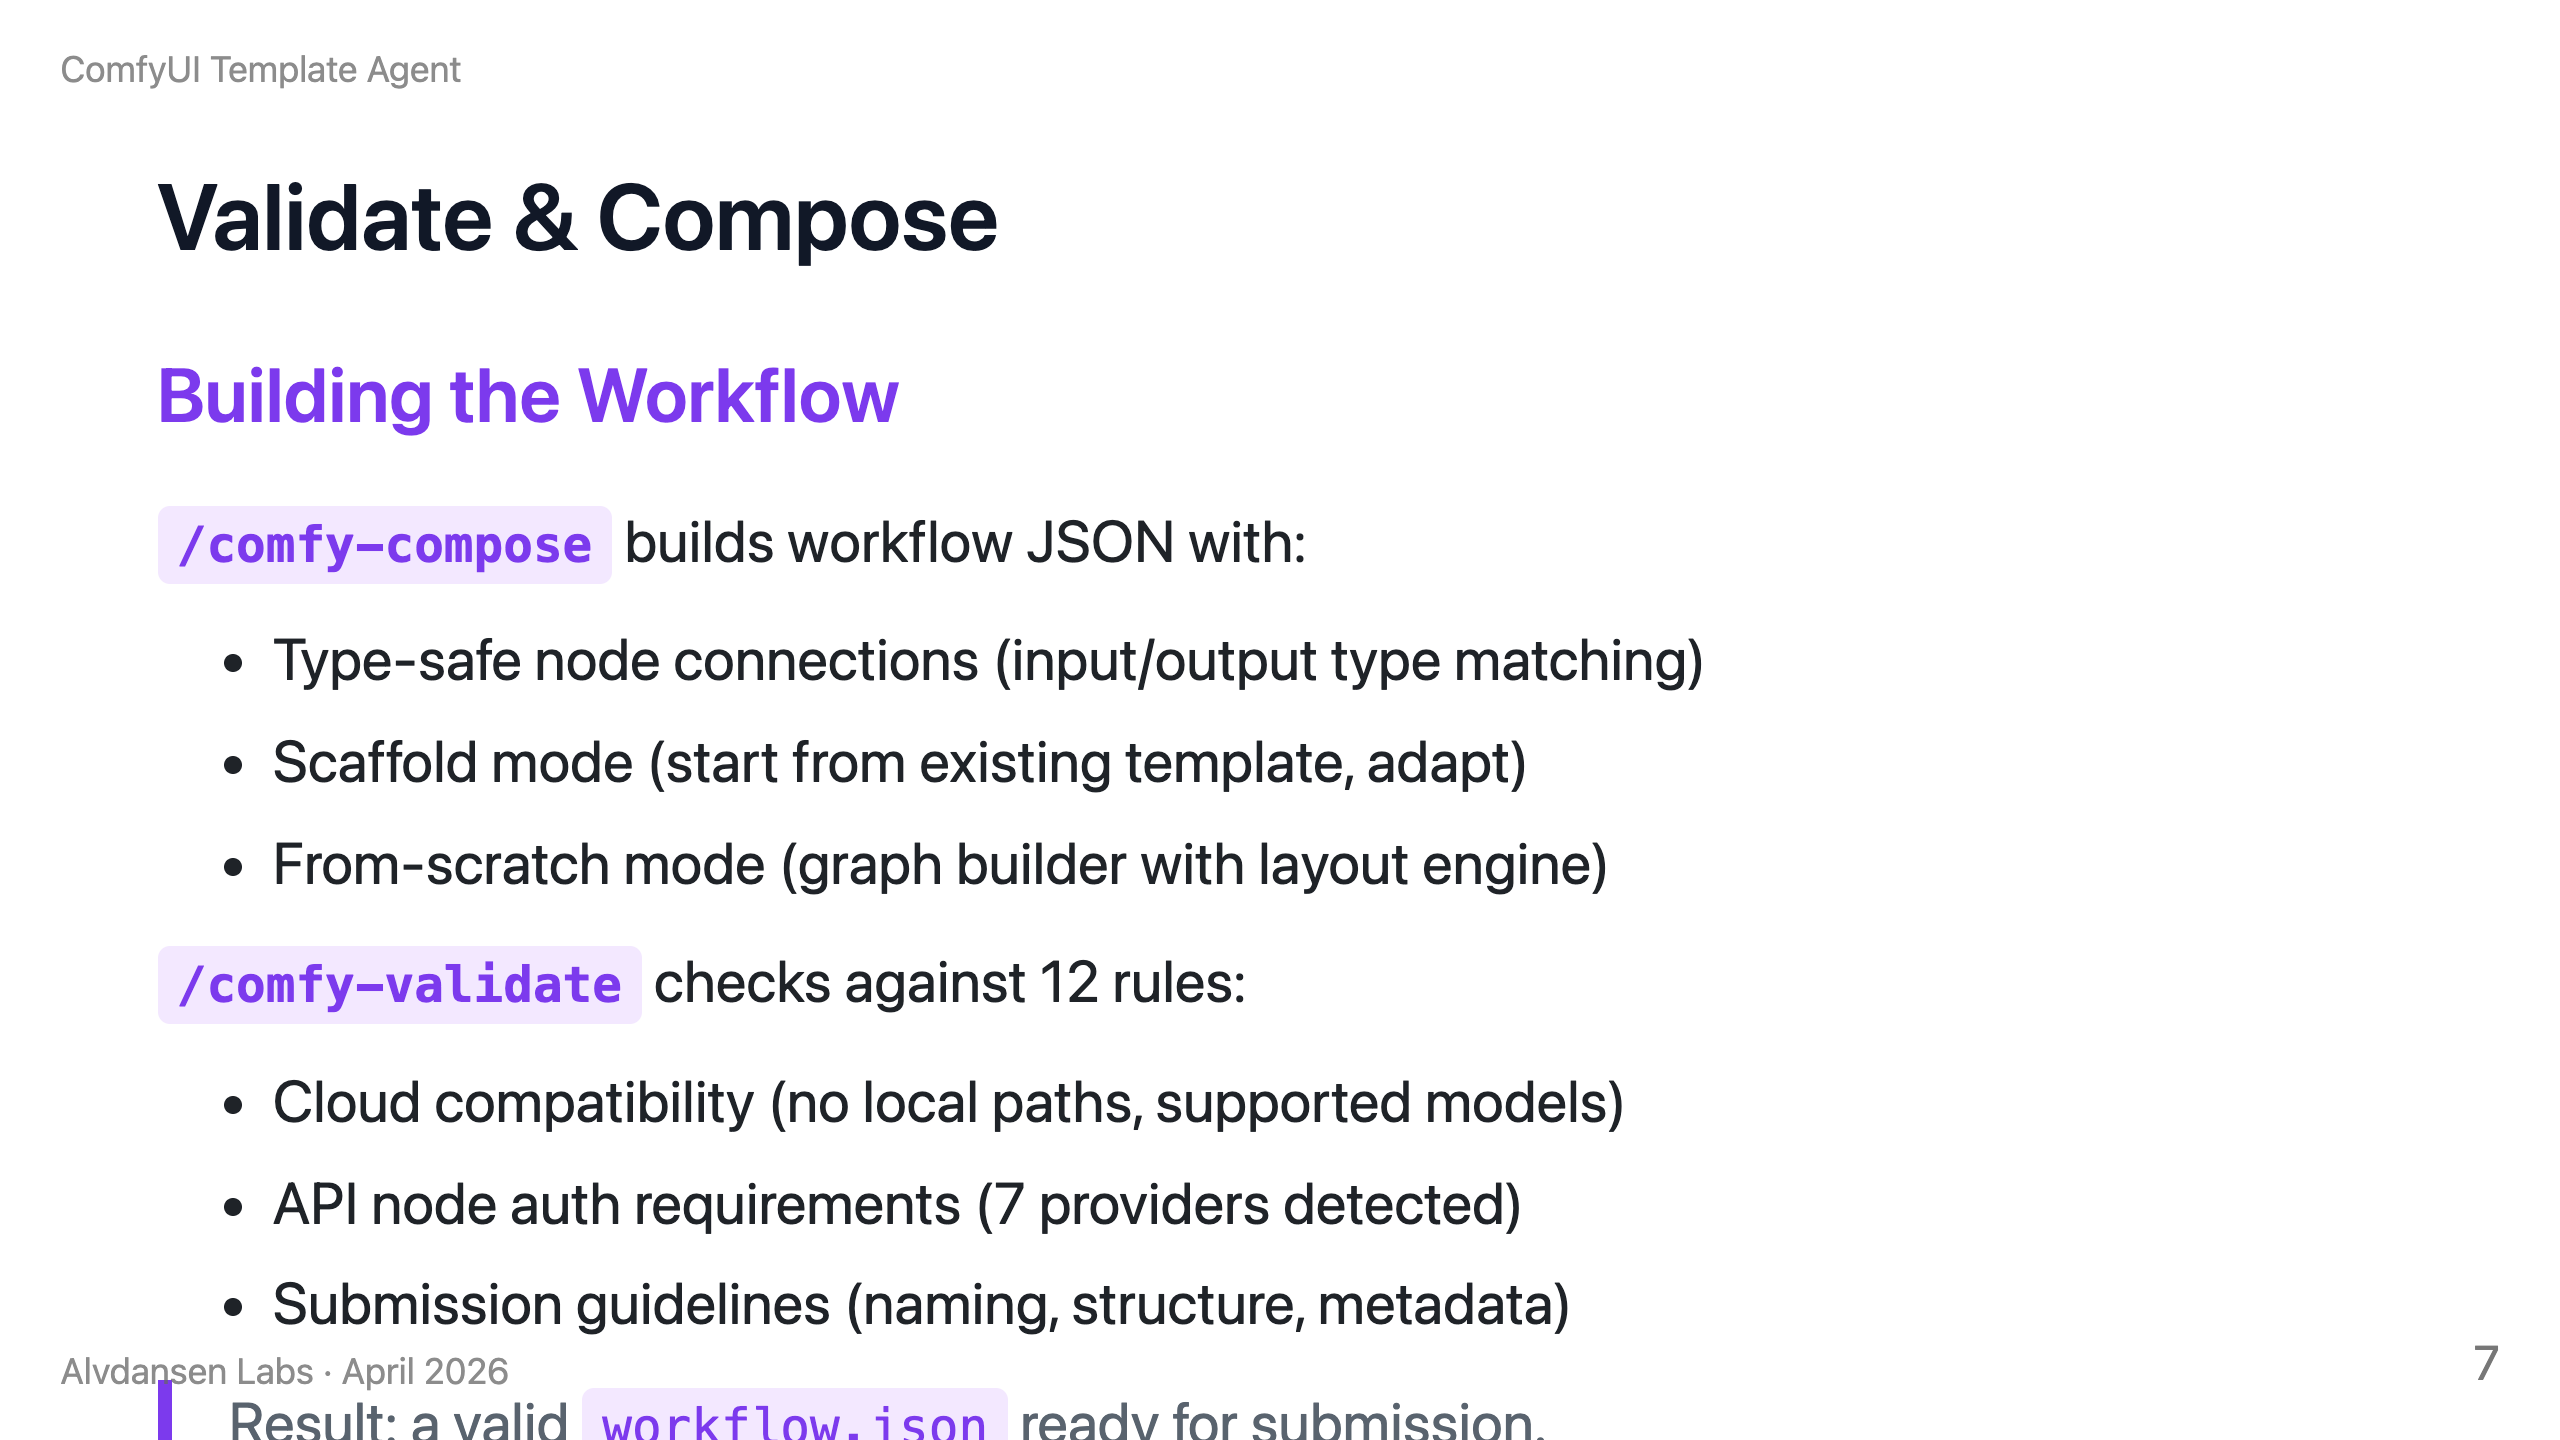 ComfyUI Template Agent
Validate & Compose
Building the Workflow
/comfy-compose builds workflow JSON with:
• Type-safe node connections (input/output type matching)
• Scaffold mode (start from existing template, adapt)
• From-scratch mode (graph builder with layout engine)
/comfy-validate checks against 12 rules:
• Cloud compatibility (no local paths, supported models)
• API node auth requirements (7 providers detected)
• Submission guidelines (naming, structure, metadata)
Alvdansen Labs · April 2026
7
Result: a valid workflow.json ready for submission.